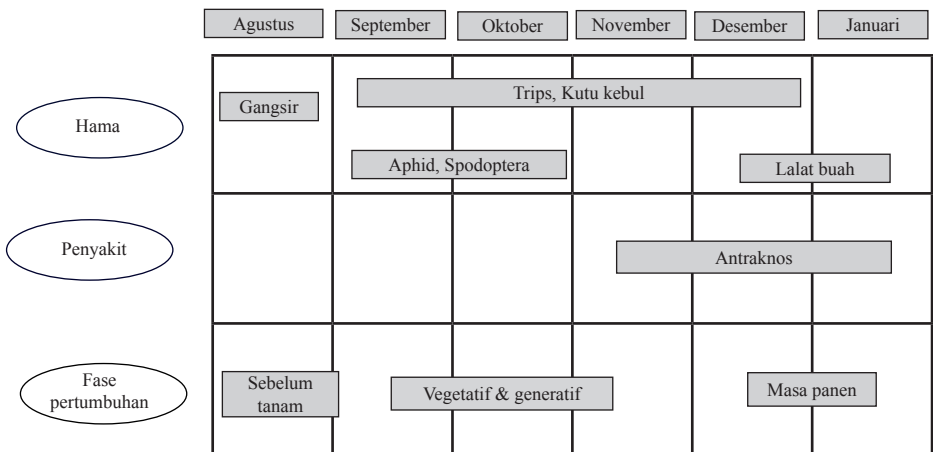 Agustus
September
Oktober
November
Desember
Januari
Hama
Gangsir
Trips, Kutu kebul
Aphid, Spodoptera
Lalat buah
Penyakit
Antraknos
Fase
pertumbuhan
Sebelum
tanam
Vegetatif & generatif
Masa panen